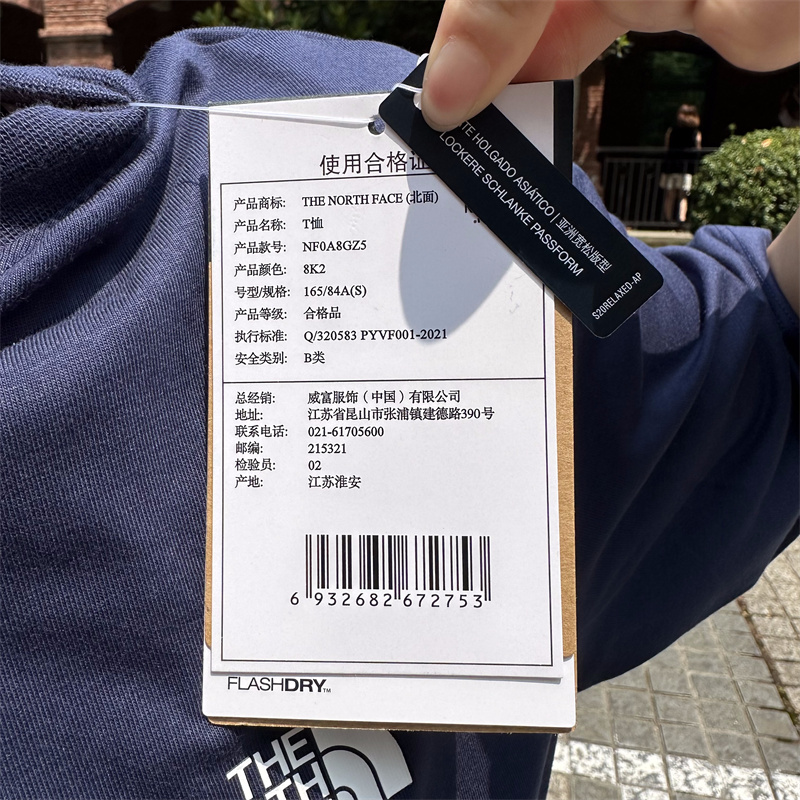 使用合格证
产品商标: THE NORTH FACE (北面)
产品名称: T恤
产品款号: NF0A8GZ5
产品颜色: 8K2
号型/规格: 165/84A(S)
产品等级: 合格品
执行标准: Q/320583 PYVF001-2021
安全类别: B类
总经销: 威富服饰（中国）有限公司
地址: 江苏省昆山市张浦镇建德路390号
联系电话: 021-61705600
邮编: 215321
检验员: 02
产地: 江苏淮安
6 932682 672753
FLASHDRY™
HOLGADO ASIÁTICO | 亚洲宽松版型
LOCKERE SCHLANKE PASSFORM
S20RELAXED-AP
THE